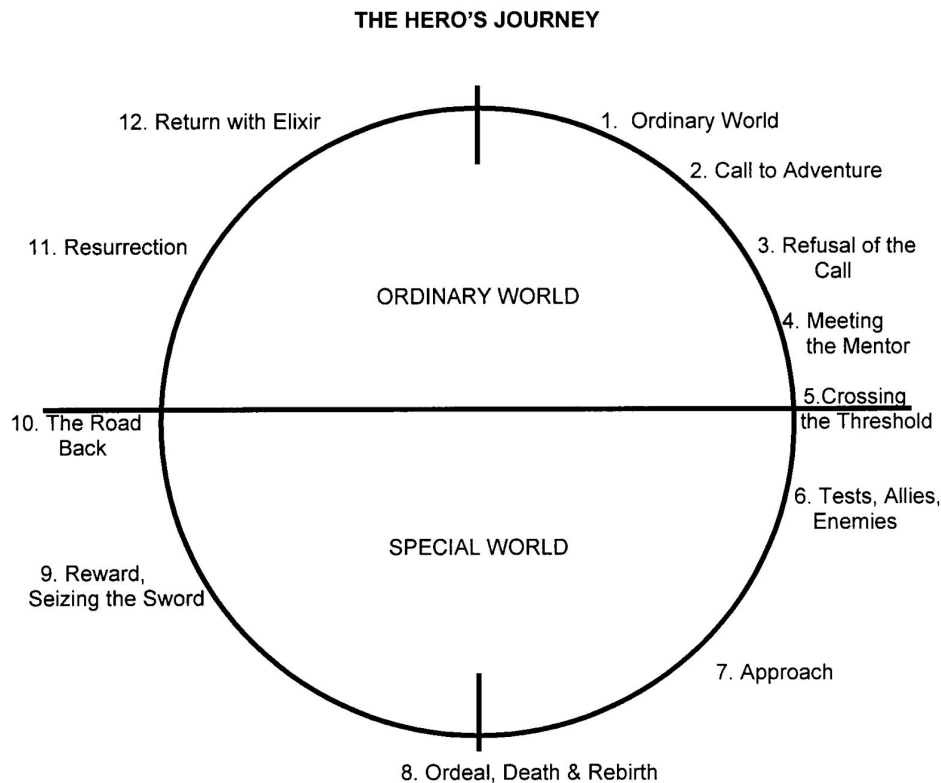 THE HERO'S JOURNEY
12. Return with Elixir
1. Ordinary World
2. Call to Adventure
11. Resurrection
3. Refusal of the
Call
ORDINARY WORLD
4. Meeting
the Mentor
10. The Road
Back
5.Crossing
the Threshold
6. Tests, Allies,
Enemies
SPECIAL WORLD
9. Reward,
Seizing the Sword
7. Approach
8. Ordeal, Death & Rebirth